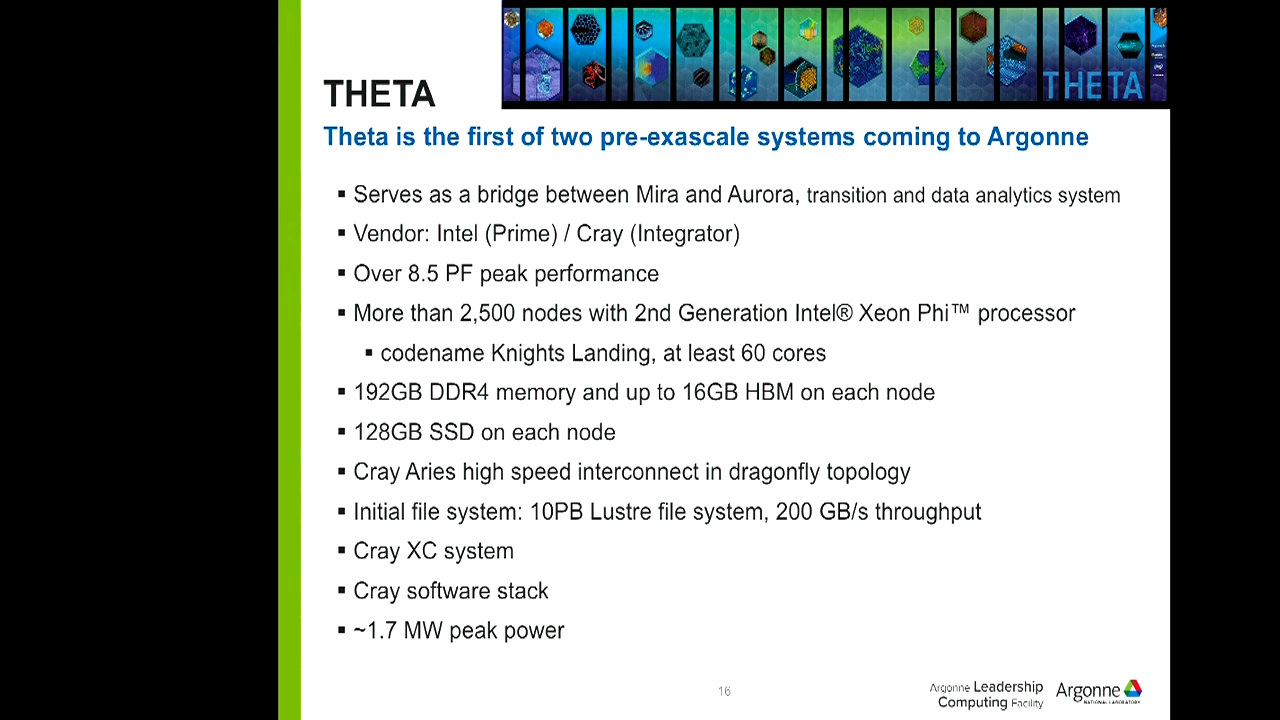 THETA
THETA
Theta is the first of two pre-exascale systems coming to Argonne
▪ Serves as a bridge between Mira and Aurora, transition and data analytics system
▪ Vendor: Intel (Prime) / Cray (Integrator)
▪ Over 8.5 PF peak performance
▪ More than 2,500 nodes with 2nd Generation Intel® Xeon Phi™ processor
▪ codename Knights Landing, at least 60 cores
▪ 192GB DDR4 memory and up to 16GB HBM on each node
▪ 128GB SSD on each node
▪ Cray Aries high speed interconnect in dragonfly topology
▪ Initial file system: 10PB Lustre file system, 200 GB/s throughput
▪ Cray XC system
▪ Cray software stack
▪ ~1.7 MW peak power
16
Argonne Leadership
Computing Facility
Argonne
NATIONAL LABORATORY